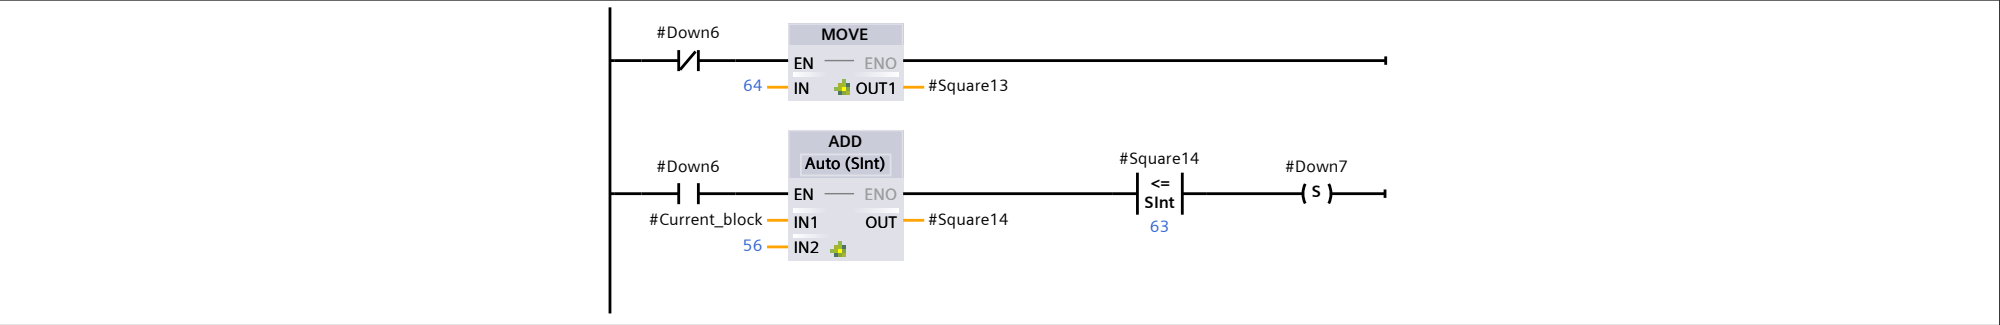 #Down6
MOVE
EN ENO
64 IN OUT1 #Square13
ADD
#Down6 Auto (SInt) #Square14 #Down7
EN ENO <= S
SInt
#Current_block IN1 OUT #Square14 63
56 IN2